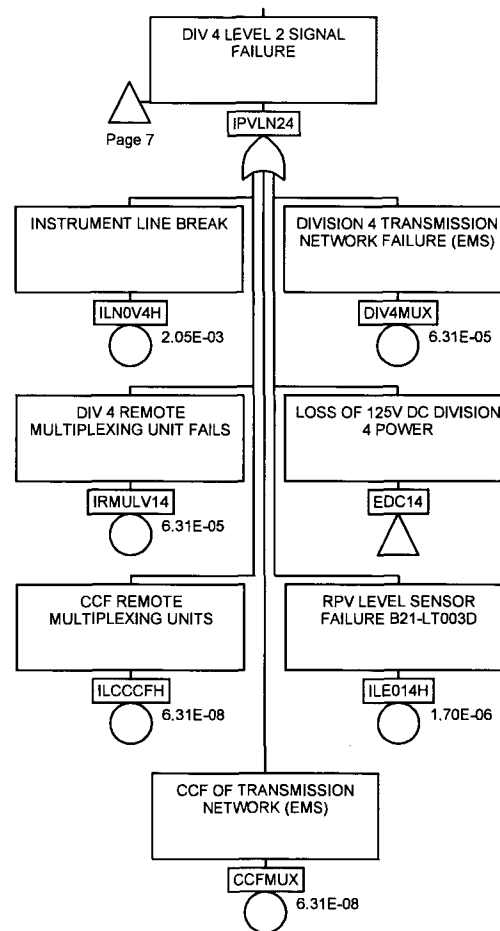 DIV 4 LEVEL 2 SIGNAL
FAILURE
Page 7
IPVLN24
INSTRUMENT LINE BREAK
ILN0V4H
2.05E-03
DIVISION 4 TRANSMISSION
NETWORK FAILURE (EMS)
DIV4MUX
6.31E-05
DIV 4 REMOTE
MULTIPLEXING UNIT FAILS
IRMULV14
6.31E-05
LOSS OF 125V DC DIVISION
4 POWER
EDC14
CCF REMOTE
MULTIPLEXING UNITS
ILCCCFH
6.31E-08
RPV LEVEL SENSOR
FAILURE B21-LT003D
ILE014H
1.70E-06
CCF OF TRANSMISSION
NETWORK (EMS)
CCFMUX
6.31E-08